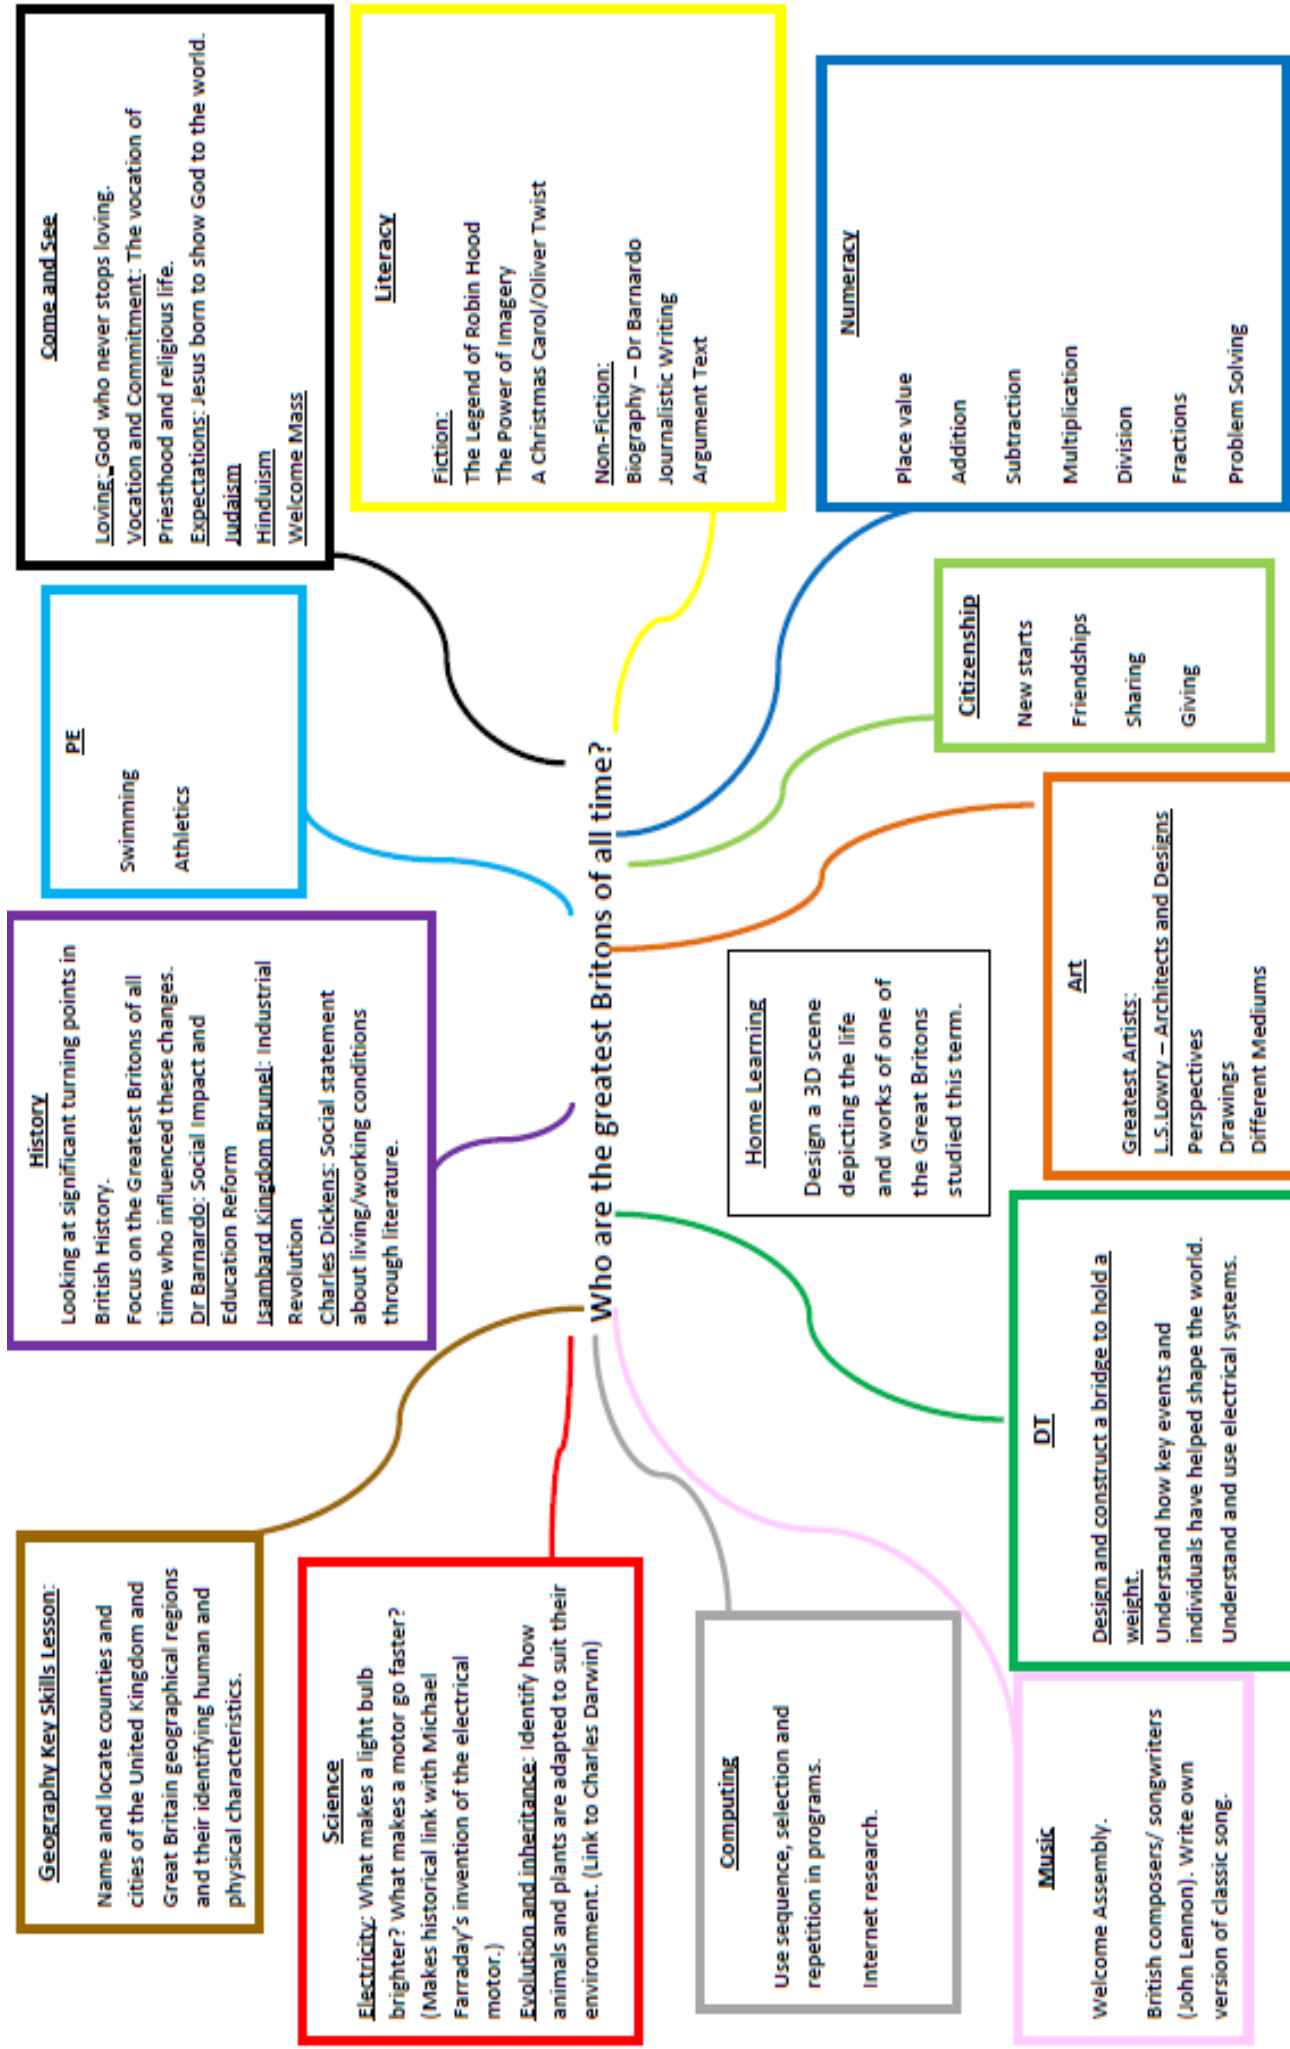 Geography Key Skills Lesson:
Name and locate counties and
cities of the United Kingdom and
Great Britain geographical regions
and their identifying human and
physical characteristics.
History
Looking at significant turning points in
British History.
Focus on the Greatest Britons of all
time who influenced these changes.
Dr Barnardo: Social Impact and
Education Reform
Isambard Kingdom Brunel: Industrial
Revolution
Charles Dickens: Social statement
about living/working conditions
through literature.
PE
Swimming
Athletics
Come and See
Loving: God who never stops loving.
Vocation and Commitment: The vocation of
Priesthood and religious life.
Expectations: Jesus born to show God to the world.
Judaism
Hinduism
Welcome Mass
Science
Electricity: What makes a light bulb
brighter? What makes a motor go faster?
(Makes historical link with Michael
Farraday's invention of the electrical
motor.)
Evolution and inheritance: Identify how
animals and plants are adapted to suit their
environment. (Link to Charles Darwin)
Literacy
Fiction:
The Legend of Robin Hood
The Power of Imagery
A Christmas Carol/Oliver Twist
Non-Fiction:
Biography – Dr Barnardo
Journalistic Writing
Argument Text
Who are the greatest Britons of all time?
Computing
Use sequence, selection and
repetition in programs.
Internet research.
Home Learning
Design a 3D scene
depicting the life
and works of one of
the Great Britons
studied this term.
Numeracy
Place value
Addition
Subtraction
Multiplication
Division
Fractions
Problem Solving
Citizenship
New starts
Friendships
Sharing
Giving
Music
Welcome Assembly.
British composers/ songwriters
(John Lennon). Write own
version of classic song.
DT
Design and construct a bridge to hold a
weight.
Understand how key events and
individuals have helped shape the world.
Understand and use electrical systems.
Art
Greatest Artists:
L.S.Lowry – Architects and Designs
Perspectives
Drawings
Different Mediums